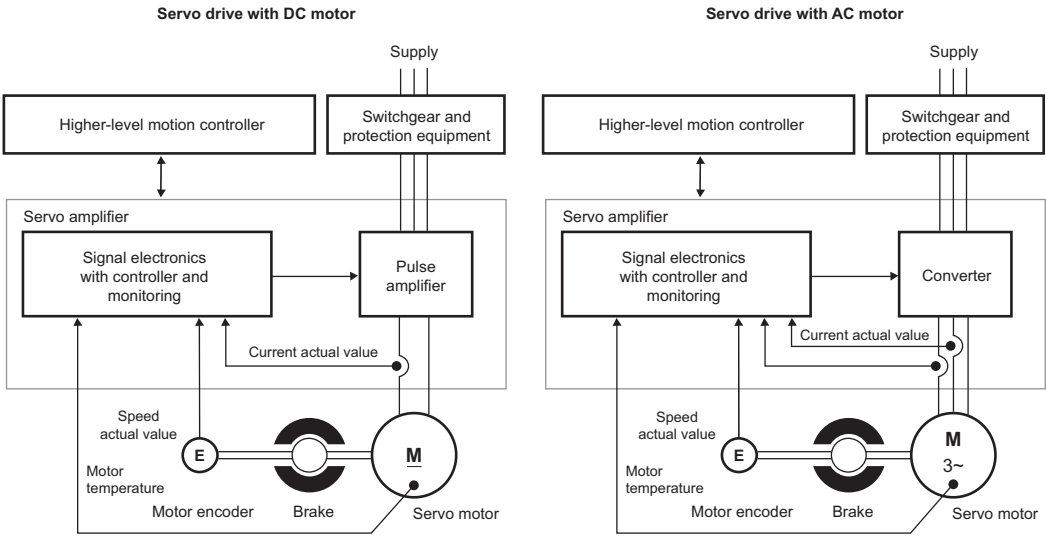 Servo drive with DC motor
Supply
Higher-level motion controller
Switchgear and
protection equipment
Servo amplifier
Signal electronics
with controller and
monitoring
Pulse
amplifier
Current actual value
Speed
actual value
E
M
Motor
temperature
Motor encoder
Brake
Servo motor
Servo drive with AC motor
Supply
Higher-level motion controller
Switchgear and
protection equipment
Servo amplifier
Signal electronics
with controller and
monitoring
Converter
Current actual value
Speed
actual value
E
M
3~
Motor
temperature
Motor encoder
Brake
Servo motor